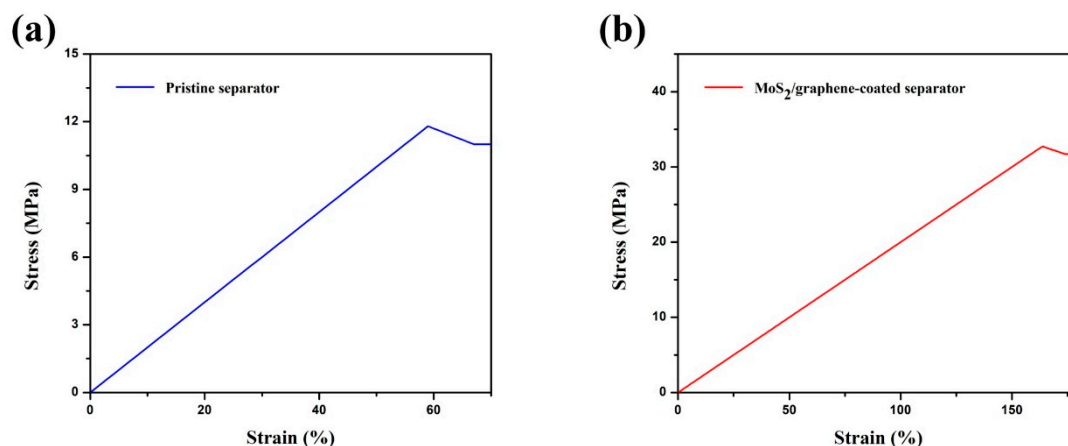 (a)
15
12
9
6
3
0
Pristine separator
Stress (MPa)
0 20 40 60
Strain (%)
(b)
40
30
20
10
0
MoS2/graphene-coated separator
Stress (MPa)
0 50 100 150
Strain (%)